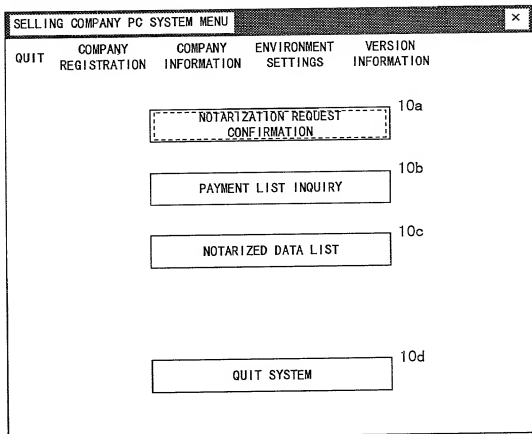 SELLING COMPANY PC SYSTEM MENU
×
QUIT COMPANY REGISTRATION COMPANY INFORMATION ENVIRONMENT SETTINGS VERSION INFORMATION
10a
NOTARIZATION REQUEST
CONFIRMATION
10b
PAYMENT LIST INQUIRY
10c
NOTARIZED DATA LIST
10d
QUIT SYSTEM